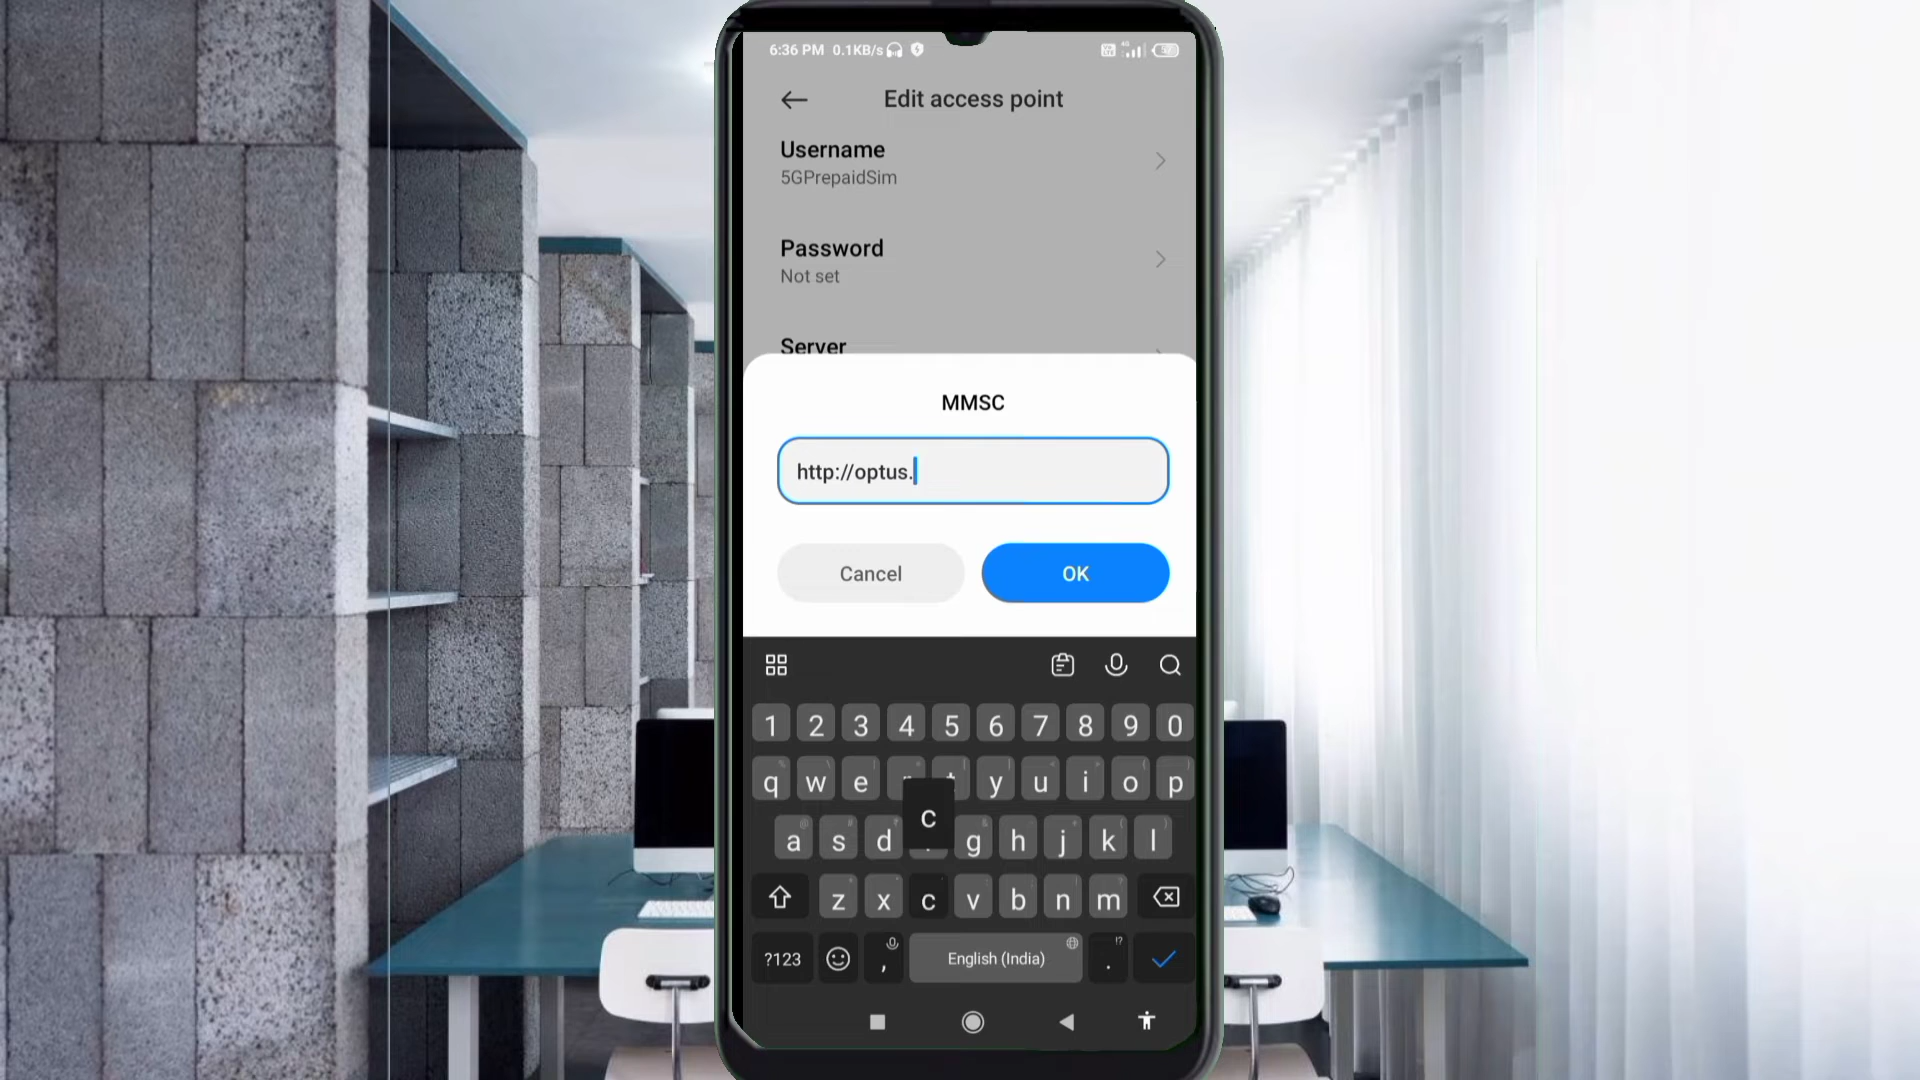 6:36 PM 0.1KB/s
4G
Edit access point
Username
5GPrepaidSim
Password
Not set
Server
MMSC
http://optus.
Cancel OK
1 2 3 4 5 6 7 8 9 0
q w e y u i o p
c
a s d g h j k l
z x c v b n m
?123 , English (India) . !?